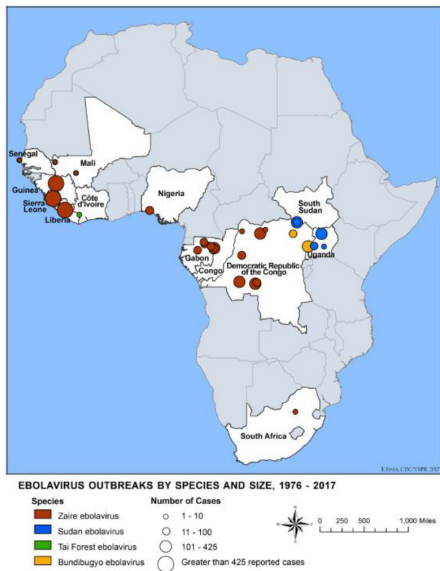 Senegal
Mali
Guinea
Sierra
Leone
Liberia
Côte
d'Ivoire
Nigeria
South
Sudan
Gabon
Congo
Democratic Republic
of the Congo
Uganda
South Africa
EBOLAVIRUS OUTBREAKS BY SPECIES AND SIZE, 1976 - 2017
Species
Number of Cases
Zaire ebolavirus
1 - 10
Sudan ebolavirus
11 - 100
Tai Forest ebolavirus
101 - 425
Bundibugyo ebolavirus
Greater than 425 reported cases
0 250 500 1,000 Miles